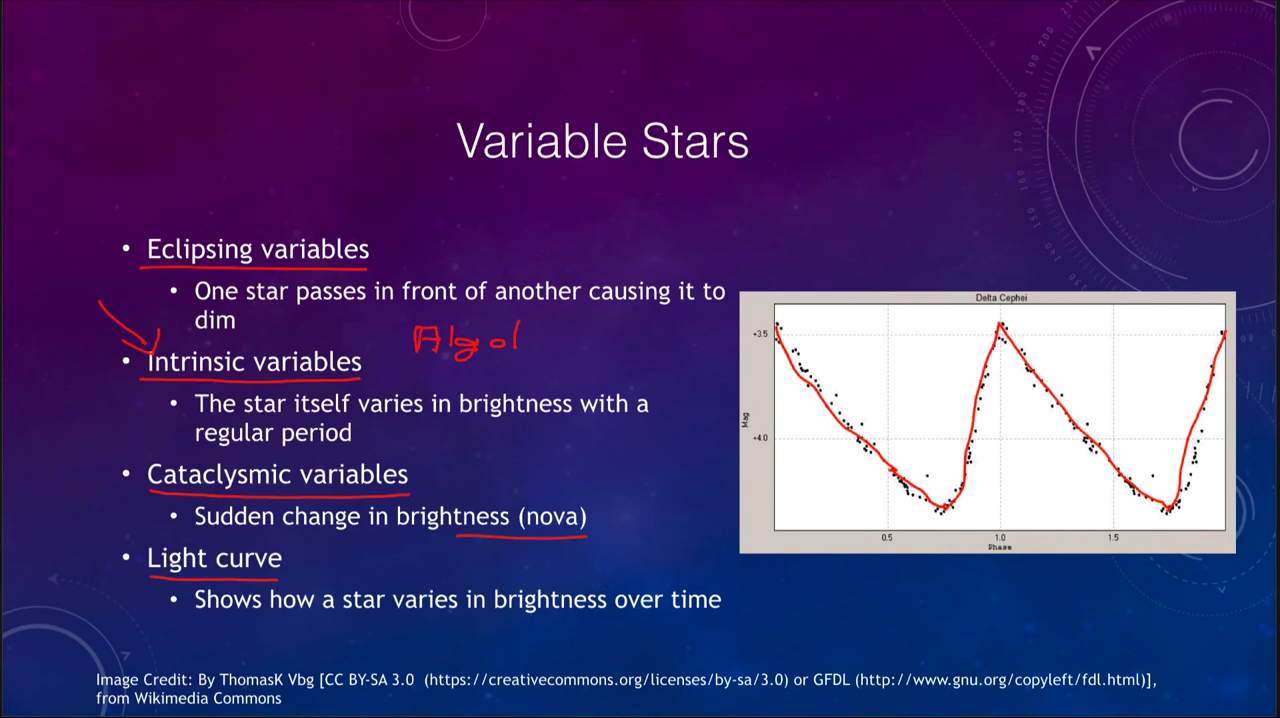 Variable Stars
• Eclipsing variables
• One star passes in front of another causing it to
dim
Algol
• Intrinsic variables
• The star itself varies in brightness with a
regular period
• Cataclysmic variables
• Sudden change in brightness (nova)
• Light curve
• Shows how a star varies in brightness over time
Delta Cephei
+3.5
Mag
+4.0
0.5 1.0 1.5
Phase
Image Credit: By ThomasK Vbg [CC BY-SA 3.0 (https://creativecommons.org/licenses/by-sa/3.0) or GFDL (http://www.gnu.org/copyleft/fdl.html)],
from Wikimedia Commons